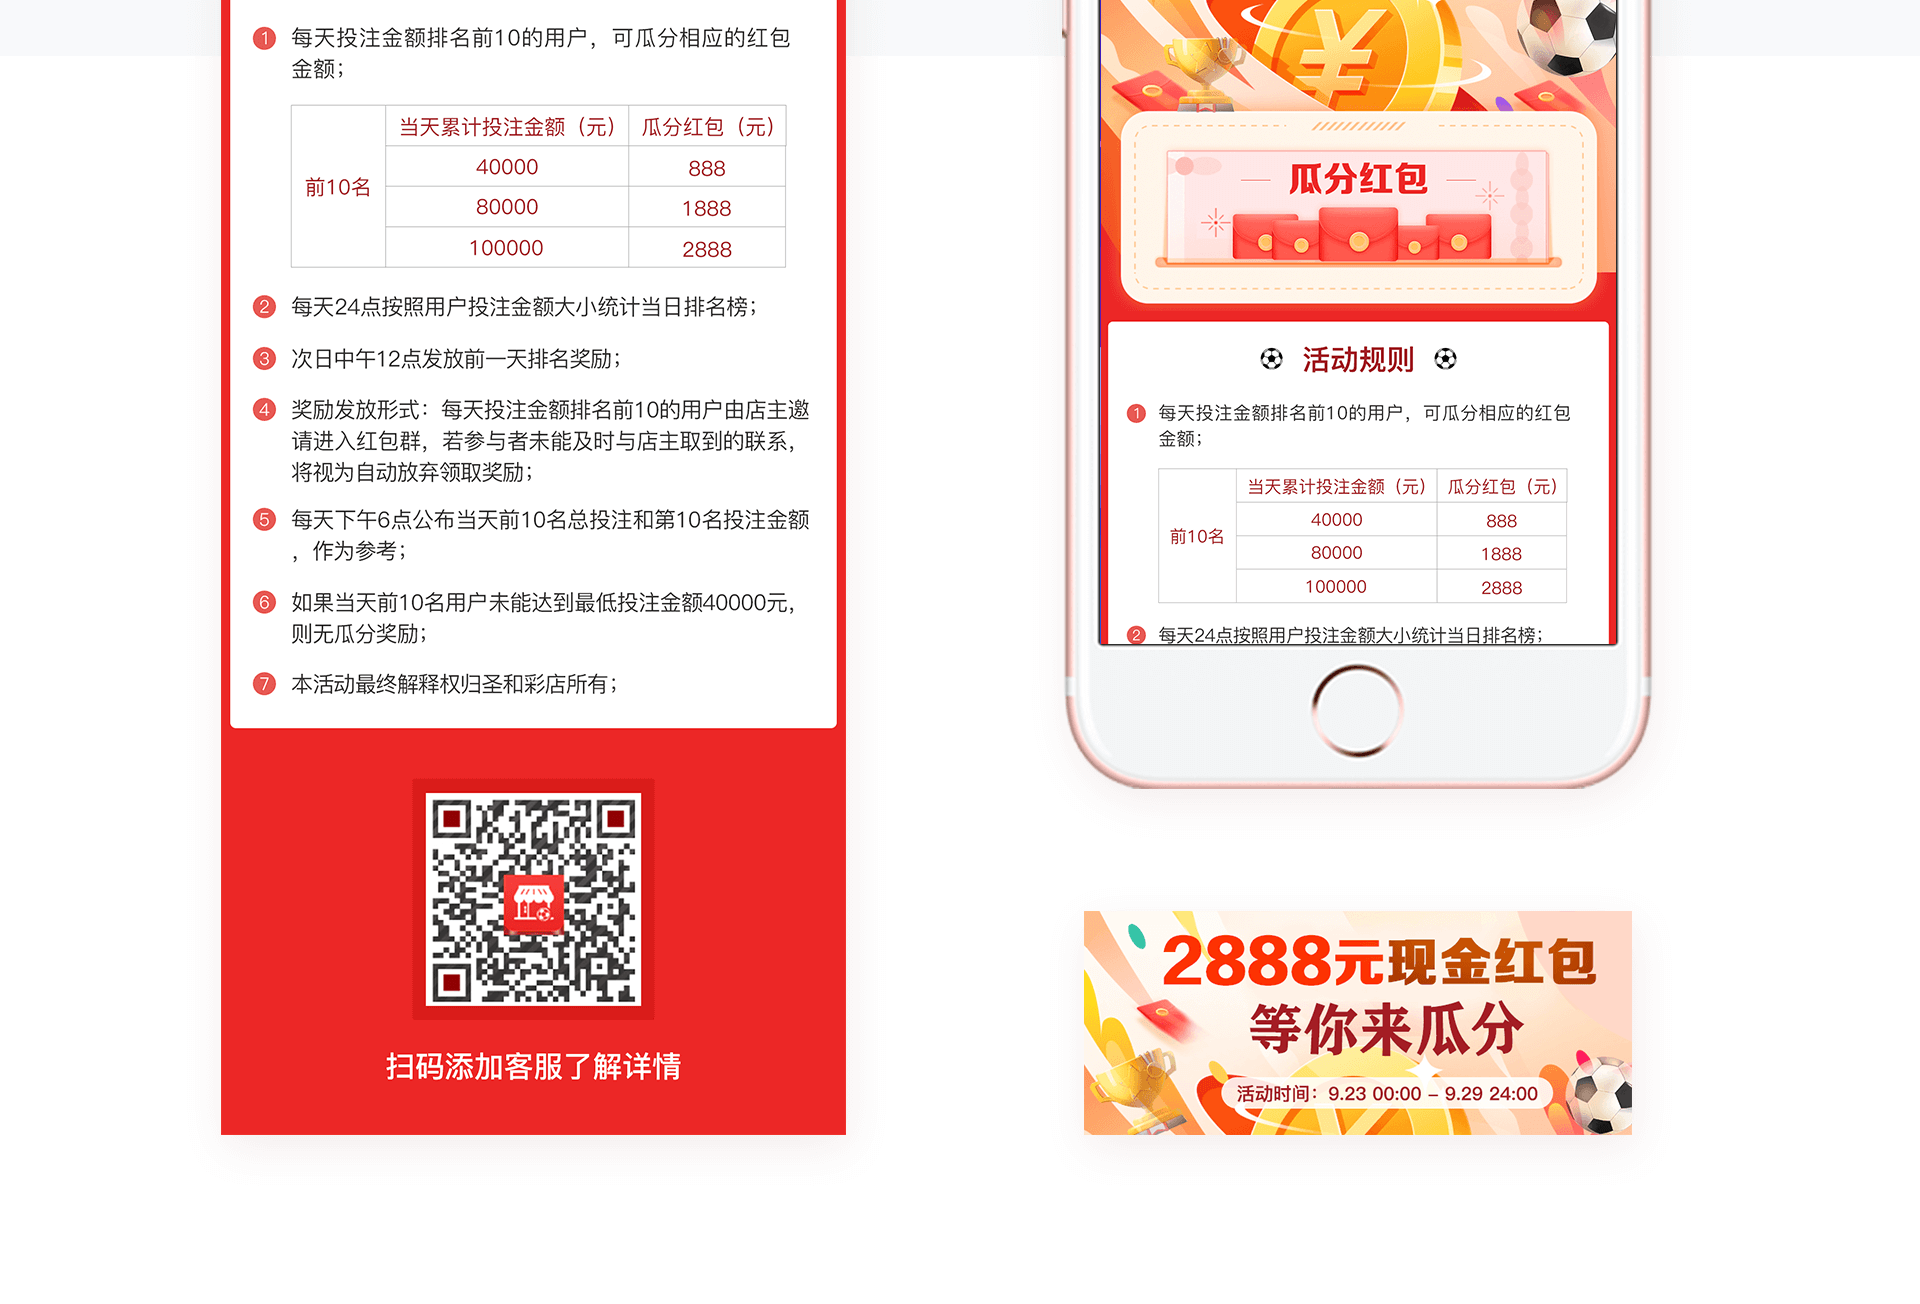 1 每天投注金额排名前10的用户，可瓜分相应的红包
金额；
当天累计投注金额（元） 瓜分红包（元）
前10名
40000 888
80000 1888
100000 2888
2 每天24点按照用户投注金额大小统计当日排名榜；
3 次日中午12点发放前一天排名奖励；
4 奖励发放形式：每天投注金额排名前10的用户由店主邀
请进入红包群，若参与者未能及时与店主取到的联系，
将视为自动放弃领取奖励；
5 每天下午6点公布当天前10名总投注和第10名投注金额
，作为参考；
6 如果当天前10名用户未能达到最低投注金额40000元，
则无瓜分奖励；
7 本活动最终解释权归圣和彩店所有；
扫码添加客服了解详情
¥
瓜分红包
活动规则
1 每天投注金额排名前10的用户，可瓜分相应的红包
金额；
当天累计投注金额（元） 瓜分红包（元）
前10名
40000 888
80000 1888
100000 2888
2 每天24点按照用户投注金额大小统计当日排名榜；
2888元现金红包
等你来瓜分
活动时间：9.23 00:00 – 9.29 24:00